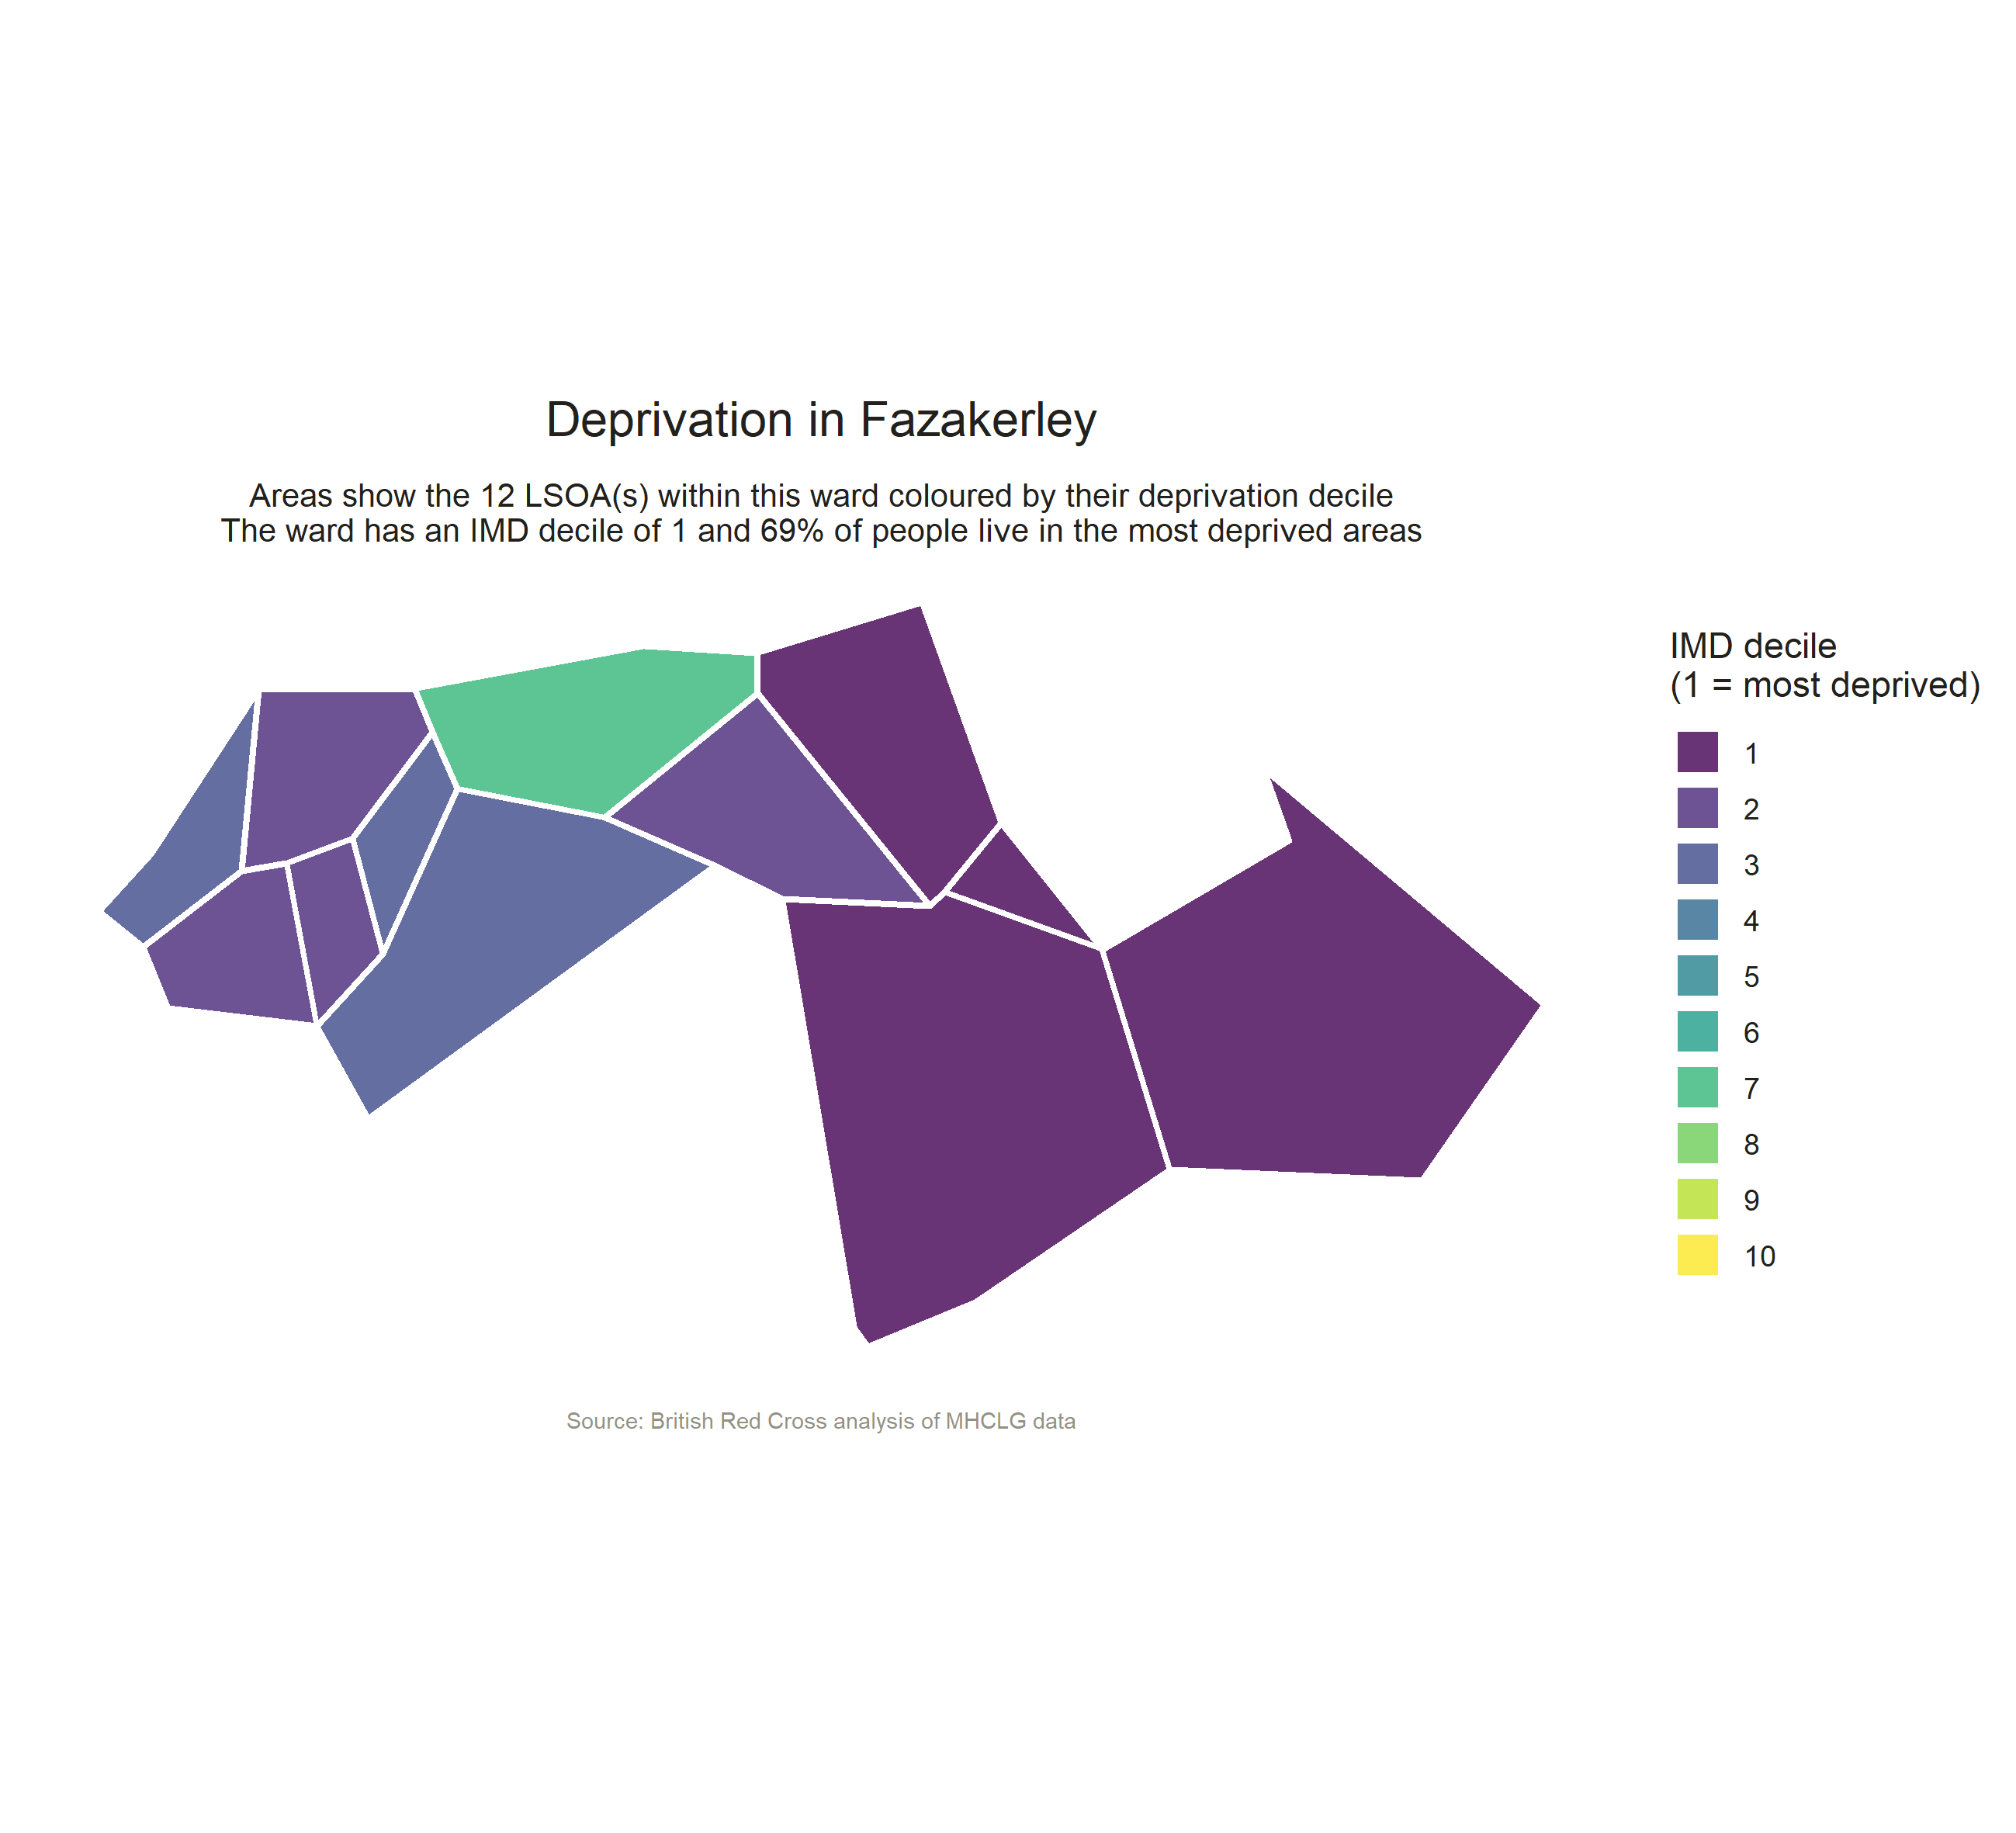 Deprivation in Fazakerley
Areas show the 12 LSOA(s) within this ward coloured by their deprivation decile
The ward has an IMD decile of 1 and 69% of people live in the most deprived areas
IMD decile
(1 = most deprived)
1
2
3
4
5
6
7
8
9
10
Source: British Red Cross analysis of MHCLG data